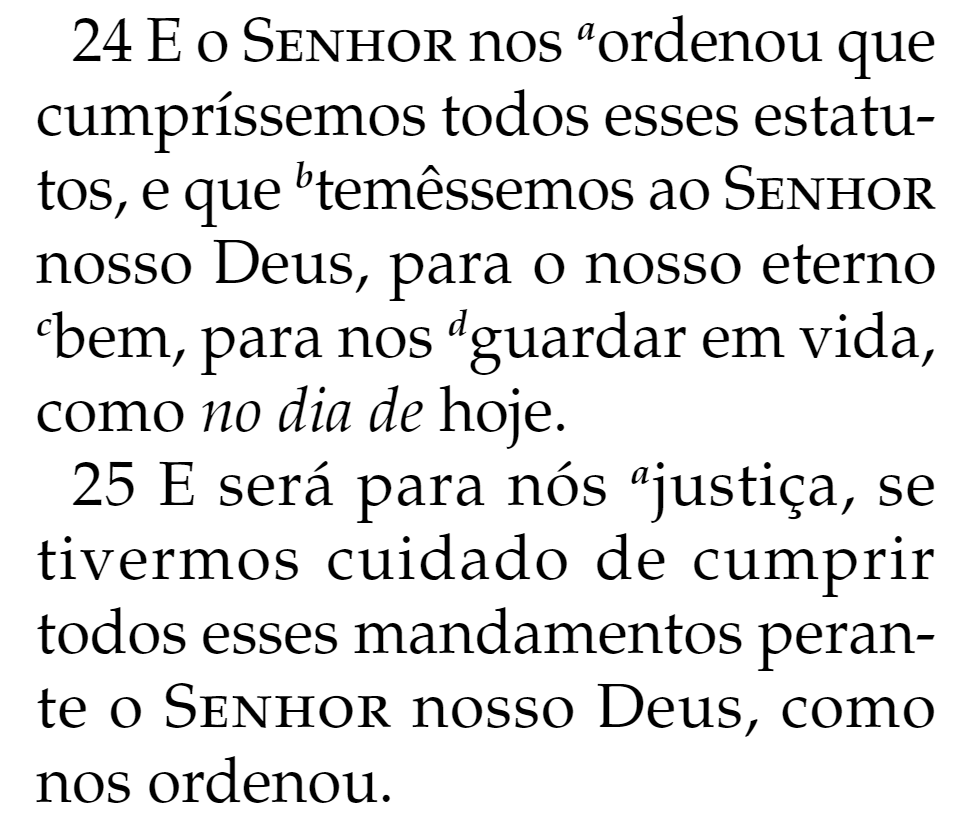 24 E o SENHOR nos aordenou que
cumpríssemos todos esses estatu-
tos, e que btemêssemos ao SENHOR
nosso Deus, para o nosso eterno
cbem, para nos dguardar em vida,
como no dia de hoje.
25 E será para nós ajustiça, se
tivermos cuidado de cumprir
todos esses mandamentos peran-
te o SENHOR nosso Deus, como
nos ordenou.